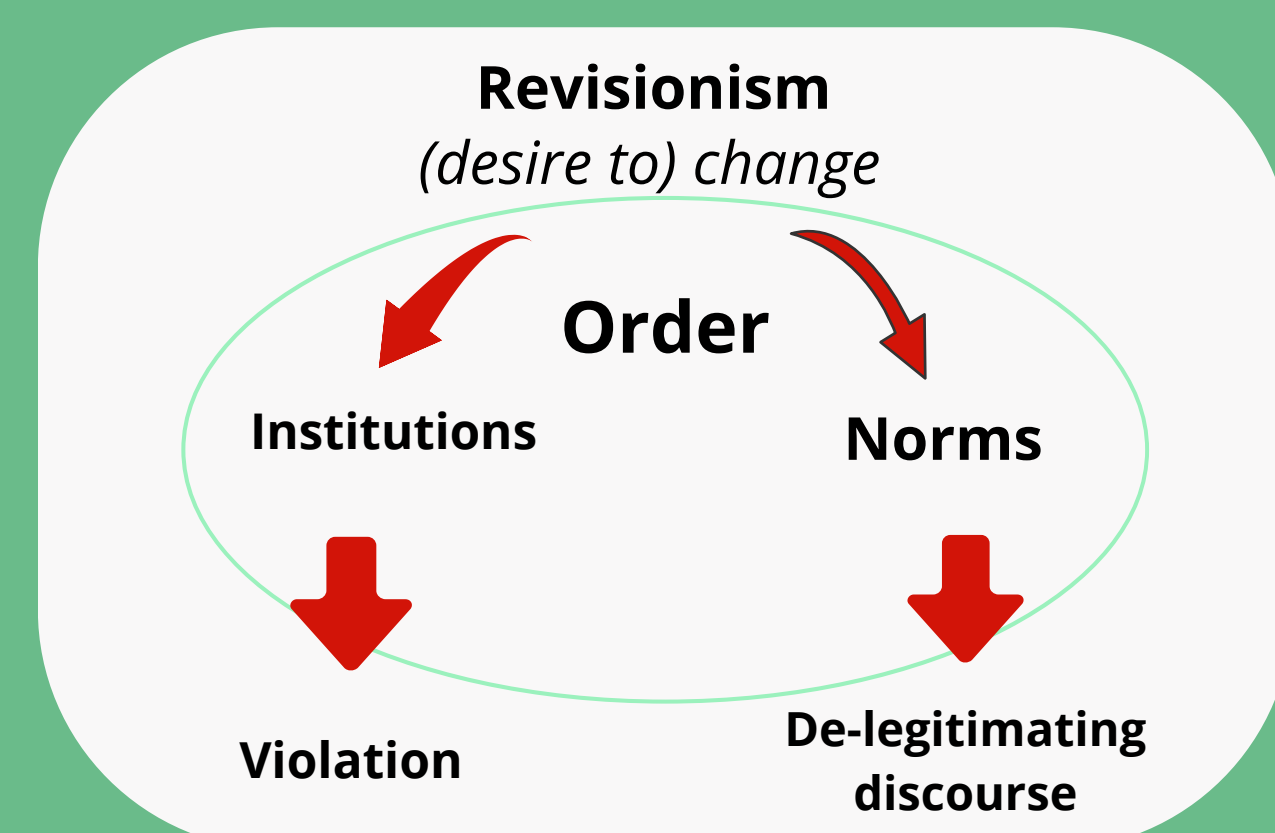 Revisionism
(desire to) change
Order
Institutions
Norms
Violation
De-legitimating
discourse